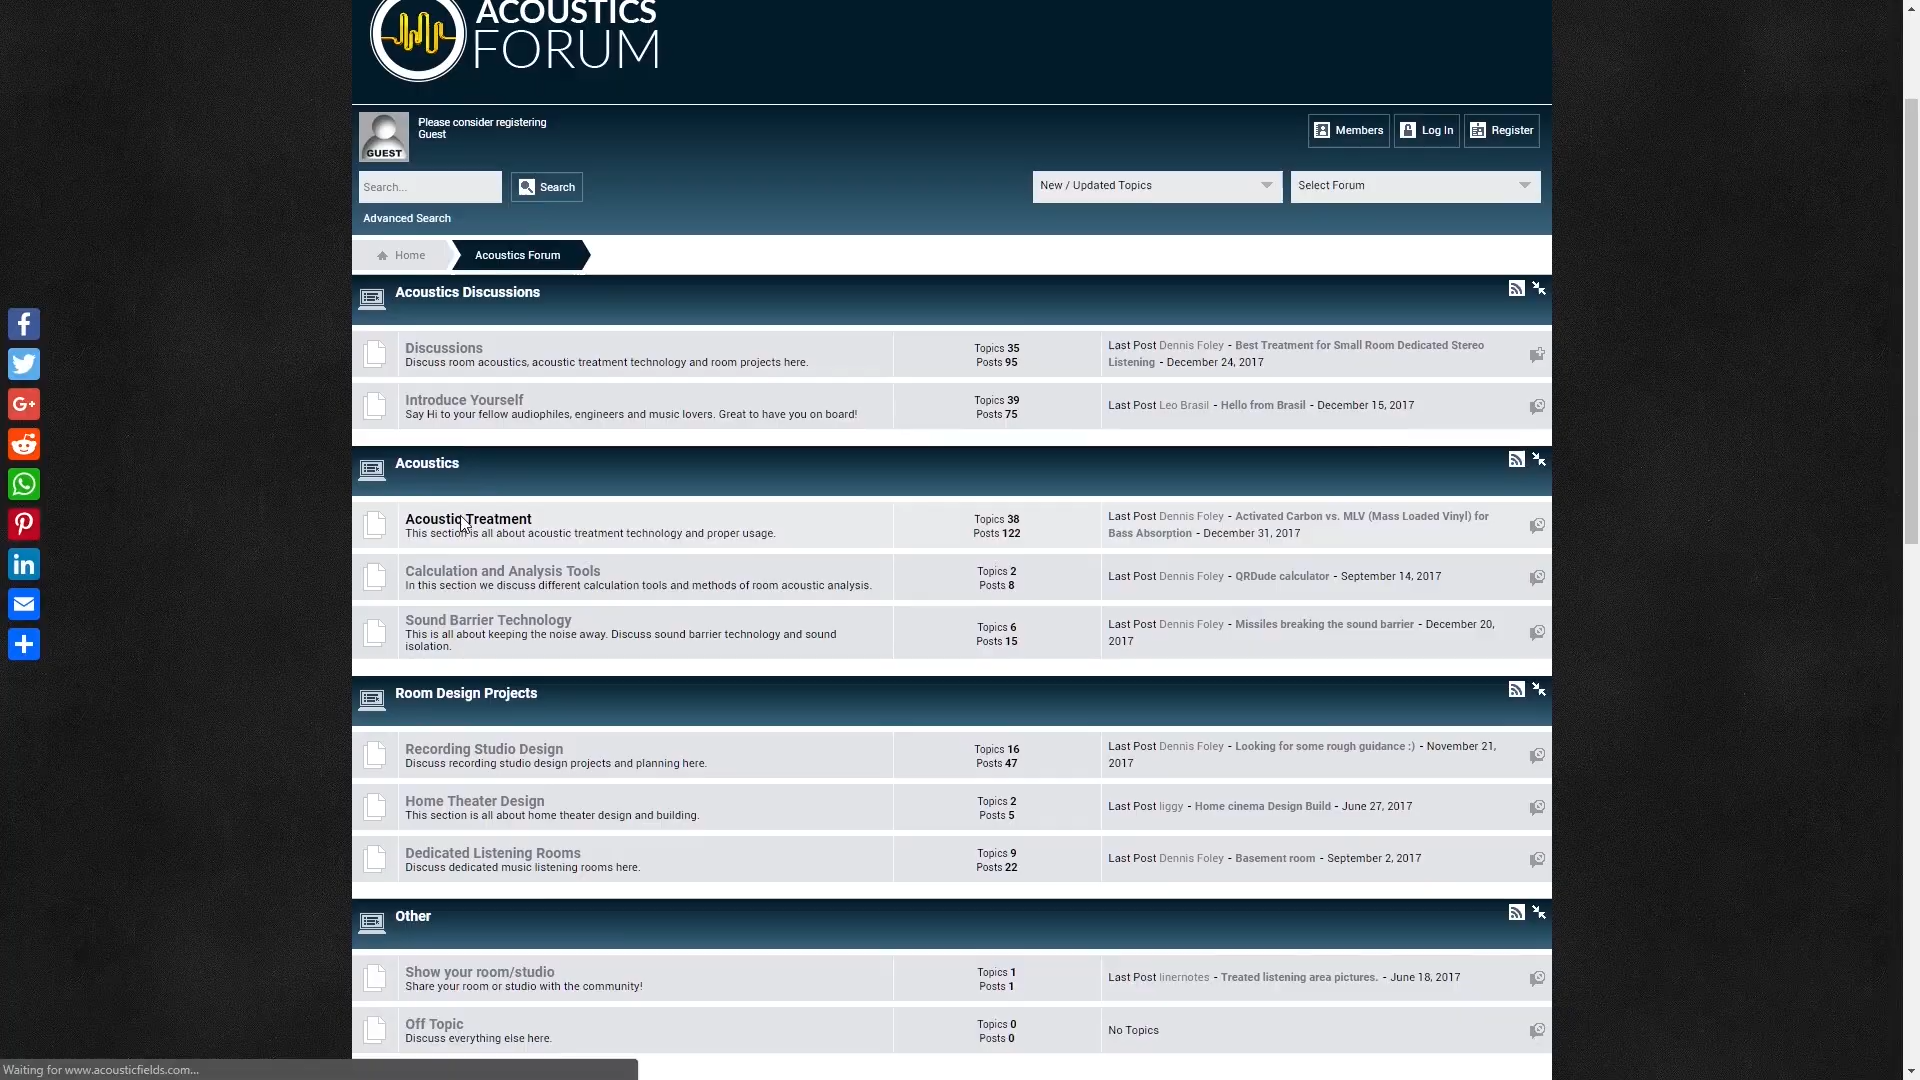 ACOUSTICS
FORUM
GUEST
Please consider registering
Guest
Members
Log In
Register
Search...
Search
New / Updated Topics
Select Forum
Advanced Search
Home
Acoustics Forum
Acoustics Discussions
Discussions
Discuss room acoustics, acoustic treatment technology and room projects here.
Topics 35
Posts 95
Last Post Dennis Foley - Best Treatment for Small Room Dedicated Stereo
Listening - December 24, 2017
Introduce Yourself
Say Hi to your fellow audiophiles, engineers and music lovers. Great to have you on board!
Topics 39
Posts 75
Last Post Leo Brasil - Hello from Brasil - December 15, 2017
Acoustics
Acoustic Treatment
This section is all about acoustic treatment technology and proper usage.
Topics 38
Posts 122
Last Post Dennis Foley - Activated Carbon vs. MLV (Mass Loaded Vinyl) for
Bass Absorption - December 31, 2017
Calculation and Analysis Tools
In this section we discuss different calculation tools and methods of room acoustic analysis.
Topics 2
Posts 8
Last Post Dennis Foley - QRDude calculator - September 14, 2017
Sound Barrier Technology
This is all about keeping the noise away. Discuss sound barrier technology and sound
isolation.
Topics 6
Posts 15
Last Post Dennis Foley - Missiles breaking the sound barrier - December 20,
2017
Room Design Projects
Recording Studio Design
Discuss recording studio design projects and planning here.
Topics 16
Posts 47
Last Post Dennis Foley - Looking for some rough guidance :) - November 21,
2017
Home Theater Design
This section is all about home theater design and building.
Topics 2
Posts 5
Last Post liggy - Home cinema Design Build - June 27, 2017
Dedicated Listening Rooms
Discuss dedicated music listening rooms here.
Topics 9
Posts 22
Last Post Dennis Foley - Basement room - September 2, 2017
Other
Show your room/studio
Share your room or studio with the community!
Topics 1
Posts 1
Last Post linernotes - Treated listening area pictures. - June 18, 2017
Off Topic
Discuss everything else here.
Topics 0
Posts 0
No Topics
Waiting for www.acousticfields.com...